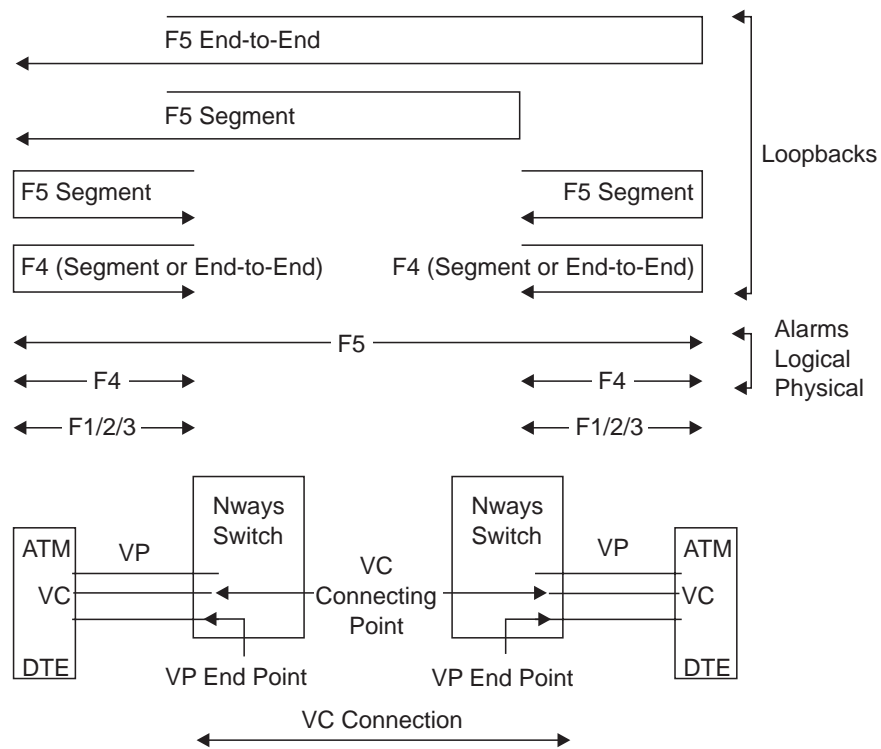 F5 End-to-End
F5 Segment
Loopbacks
F5 Segment
F5 Segment
F4 (Segment or End-to-End)
F4 (Segment or End-to-End)
F5
Alarms
Logical
Physical
F4
F4
F1/2/3
F1/2/3
Nways
Switch
Nways
Switch
ATM
VP
VC
DTE
VC
Connecting
Point
VP
ATM
VC
DTE
VP End Point
VP End Point
VC Connection